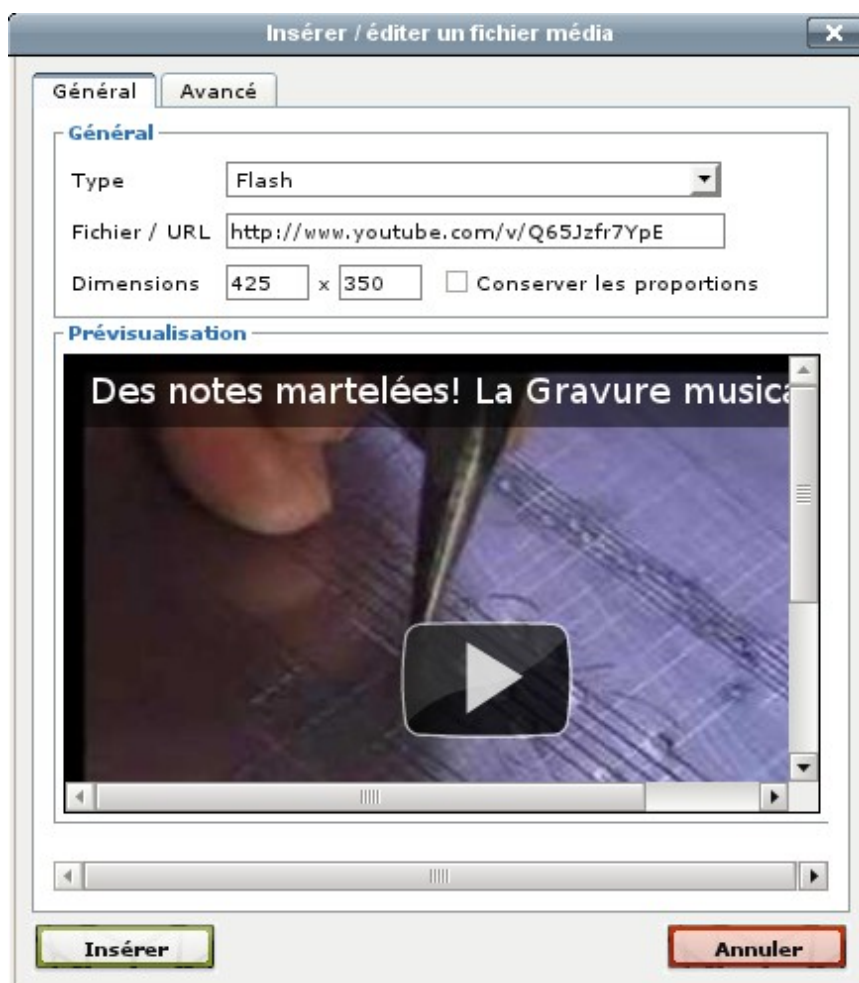 Insérer / éditer un fichier média
Général Avancé
Général
Type Flash
Fichier / URL http://www.youtube.com/v/Q65Jzfr7YpE
Dimensions 425 x 350 Conserver les proportions
Prévisualisation
Des notes martelées! La Gravure musica
Insérer Annuler